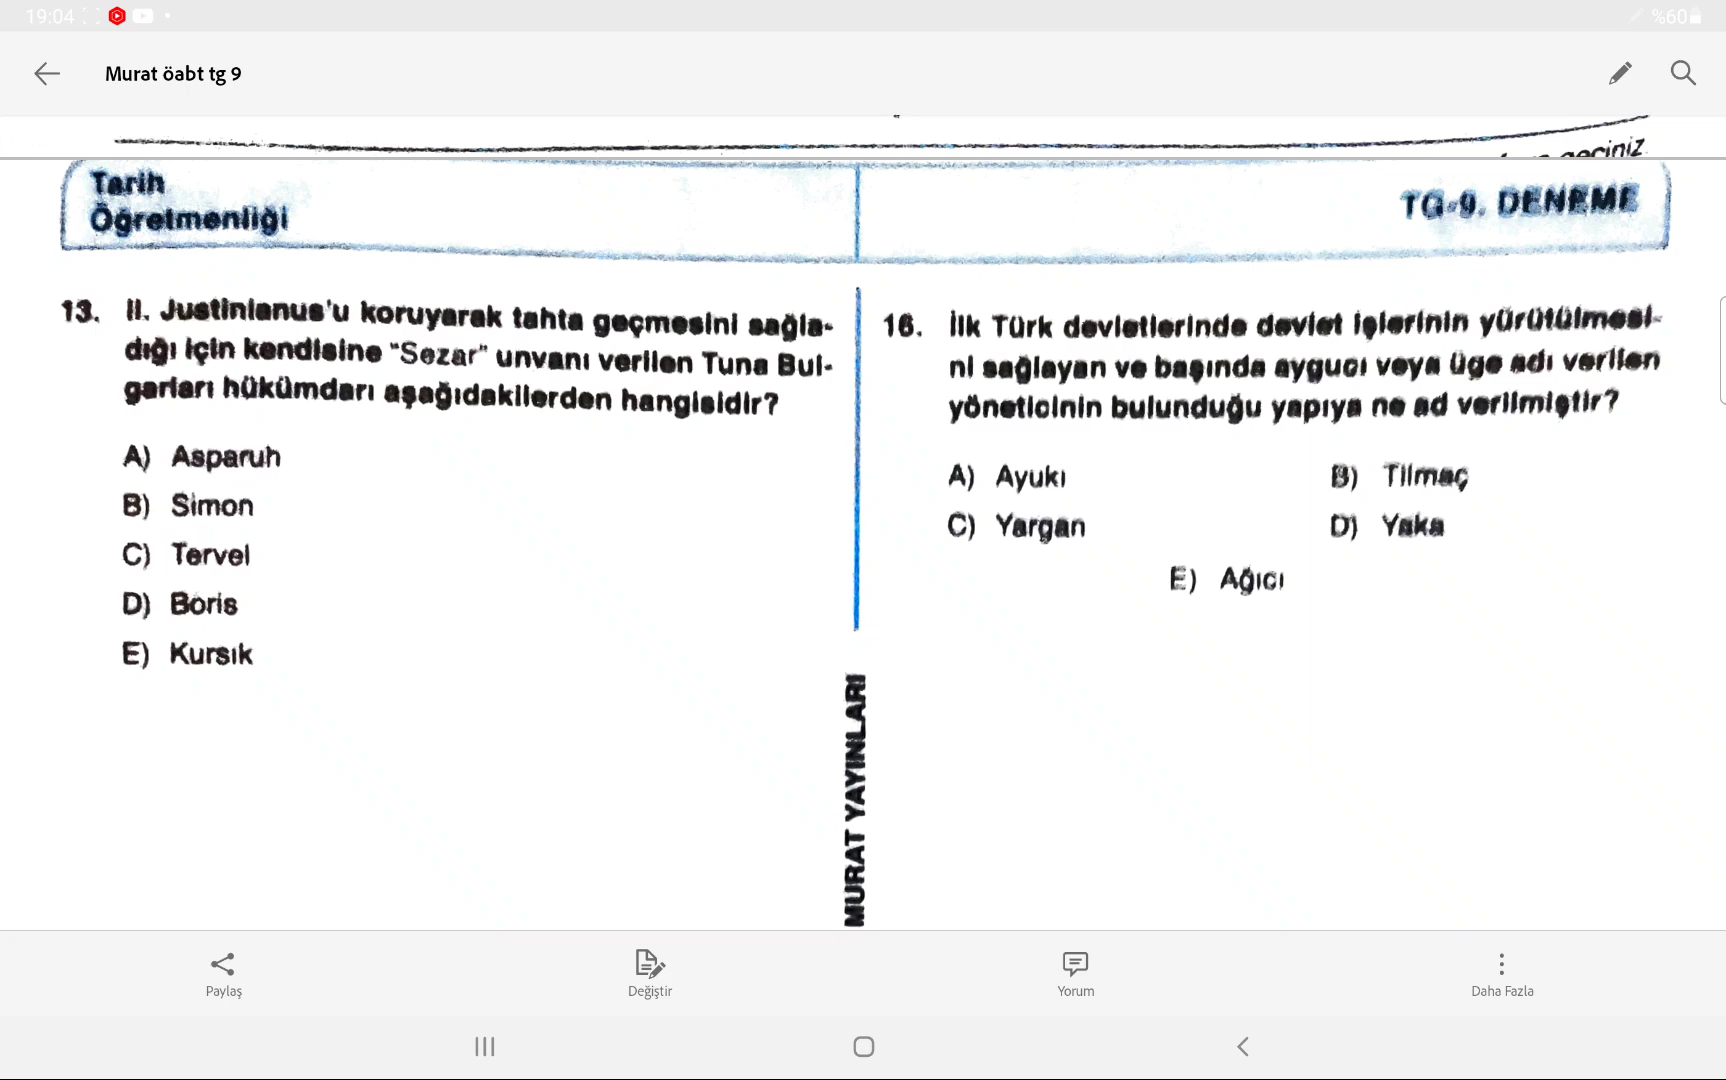 19:04
%60
Murat öabt tg 9
geçiniz.
Tarih
Öğretmenliği
TG-9. DENEME
13. II. Justinianus'u koruyarak tahta geçmesini sağla-
dığı için kendisine "Sezar" unvanı verilen Tuna Bul-
garları hükümdarı aşağıdakilerden hangisidir?
A) Asparuh
B) Simon
C) Tervel
D) Boris
E) Kursık
16. İlk Türk devletlerinde devlet işlerinin yürütülmesi-
ni sağlayan ve başında ayguci veya üge adı verilen
yöneticinin bulunduğu yapıya ne ad verilmiştir?
A) Ayukı
B) Tilmaç
C) Yargan
D) Yaka
E) Ağıcı
MURAT YAYINLARI
Paylaş
Değiştir
Yorum
Daha Fazla